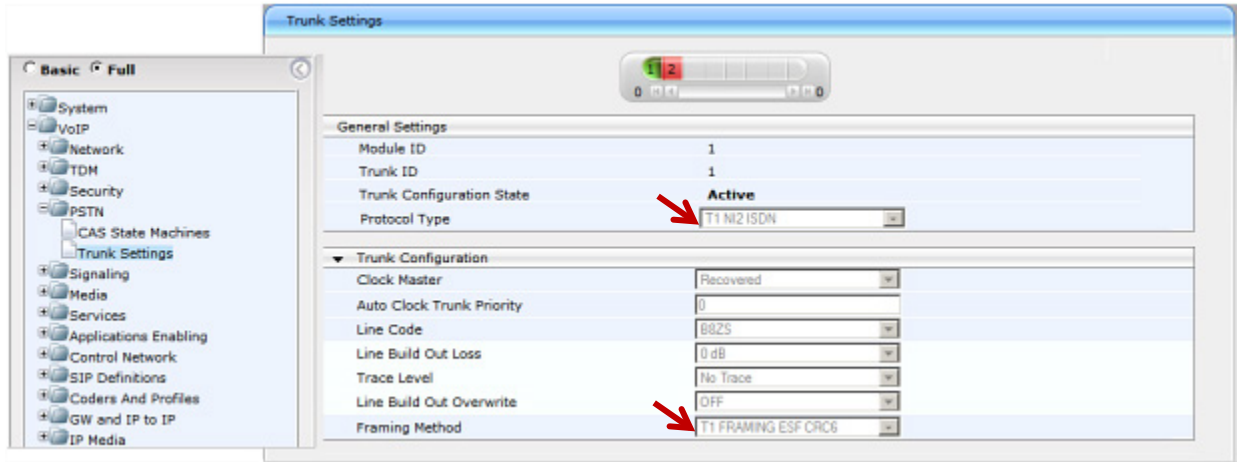 Trunk Settings
Basic Full
System
VoIP
Network
TDM
Security
PSTN
CAS State Machines
Trunk Settings
Signaling
Media
Services
Applications Enabling
Control Network
SIP Definitions
Coders And Profiles
GW and IP to IP
IP Media
1 2
0 0
General Settings
Module ID 1
Trunk ID 1
Trunk Configuration State Active
Protocol Type T1 NI2 ISDN
Trunk Configuration
Clock Master Recovered
Auto Clock Trunk Priority 0
Line Code B8ZS
Line Build Out Loss 0 dB
Trace Level No Trace
Line Build Out Overwrite OFF
Framing Method T1 FRAMING ESF CRC6